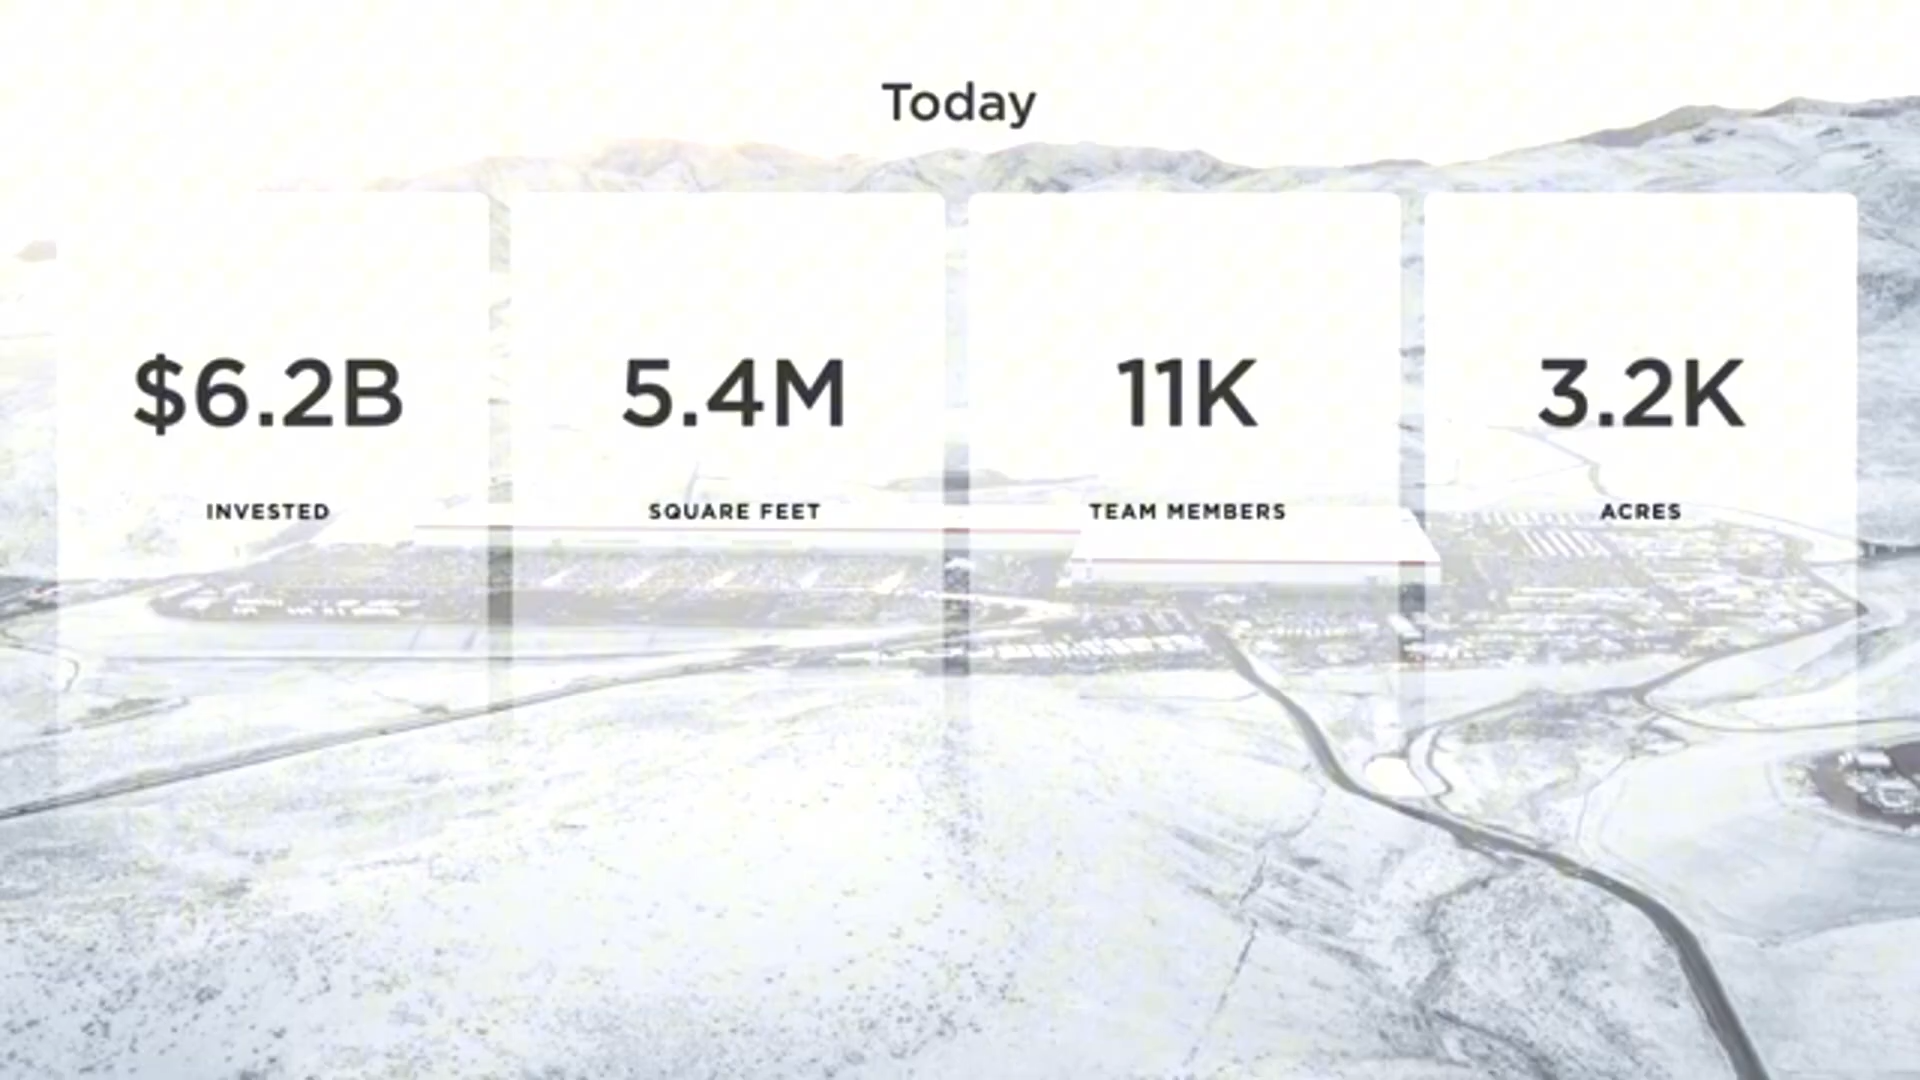 Today
$6.2B
INVESTED
5.4M
SQUARE FEET
11K
TEAM MEMBERS
3.2K
ACRES